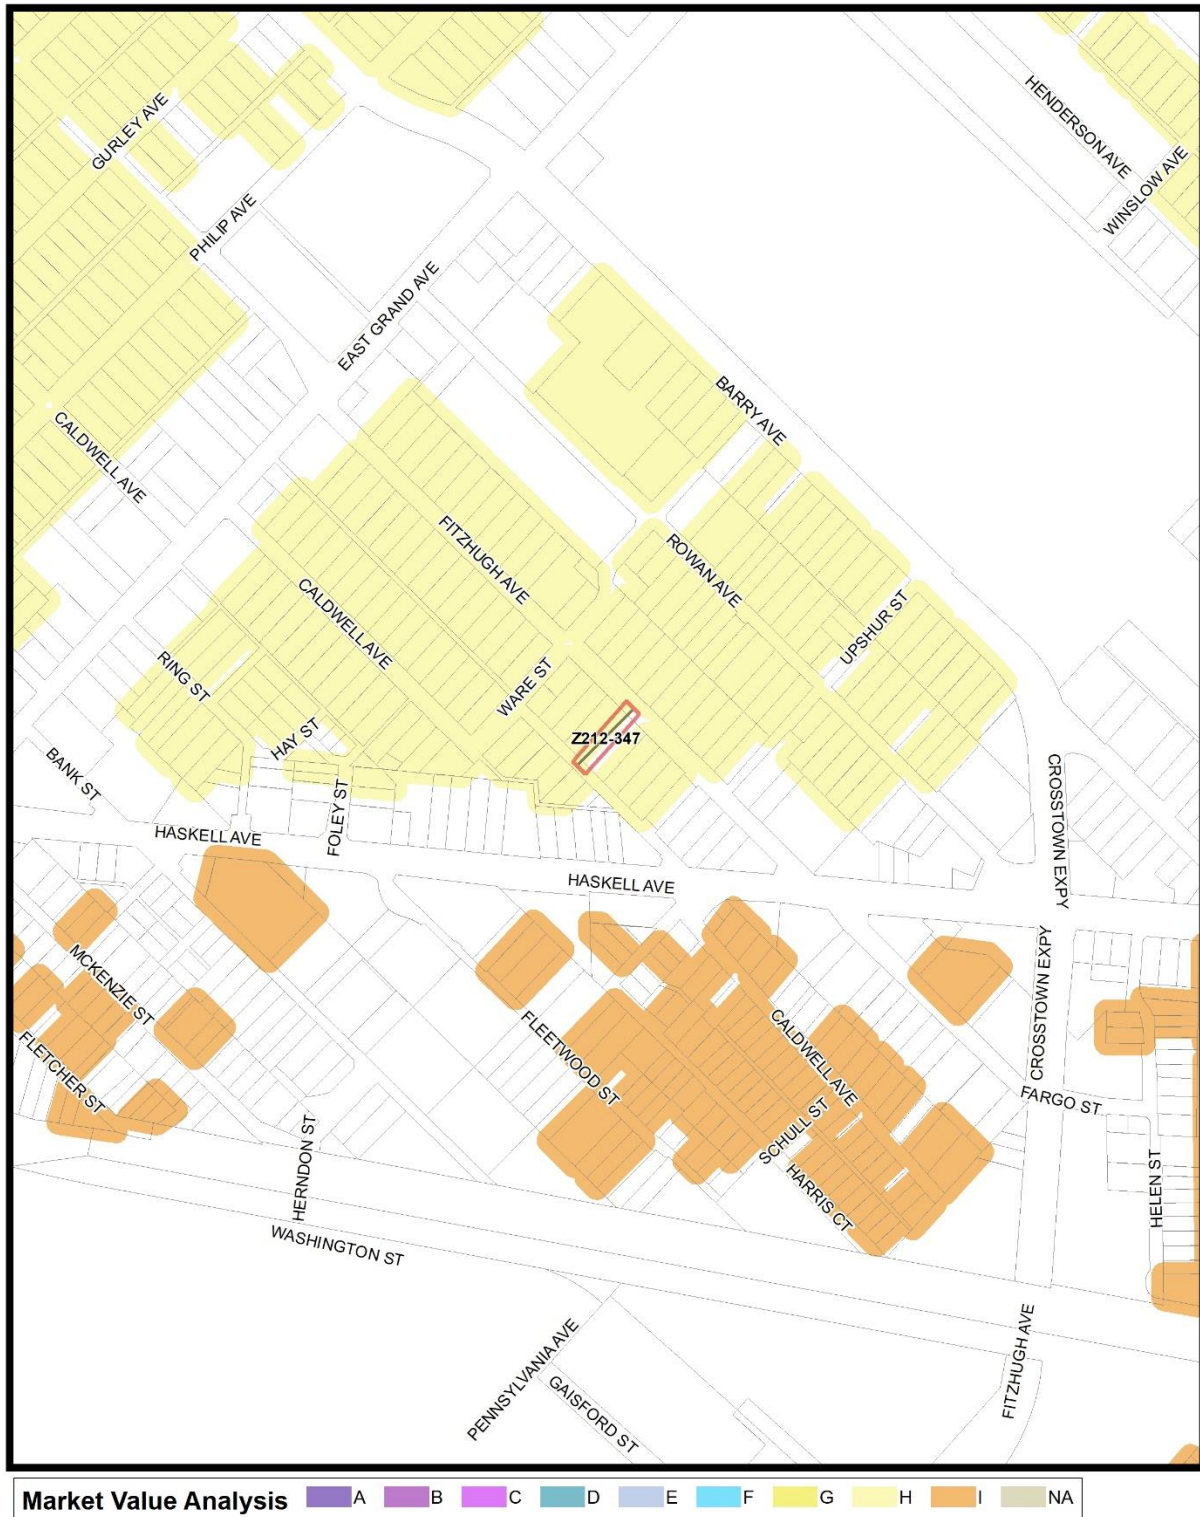 HENDERSON AVE
WINSLOW AVE
GURLEY AVE
PHILIP AVE
EAST GRAND AVE
CALDWELL AVE
BARRY AVE
FITZHUGH AVE
ROWAN AVE
CALDWELL AVE
UPSHUR ST
RING ST
WARE ST
HAY ST
Z212-347
BANK ST
FOLEY ST
CROSSTOWN EXPY
HASKELL AVE
HASKELL AVE
MCKENZIE ST
CROSSTOWN EXPY
FLETCHER ST
FLEETWOOD ST
CALDWELL AVE
FARGO ST
SCHULL ST
HERNDON ST
HARRIS CT
HELEN ST
WASHINGTON ST
PENNSYLVANIA AVE
FITZHUGH AVE
GAISFORD ST
Market Value Analysis A B C D E F G H I NA